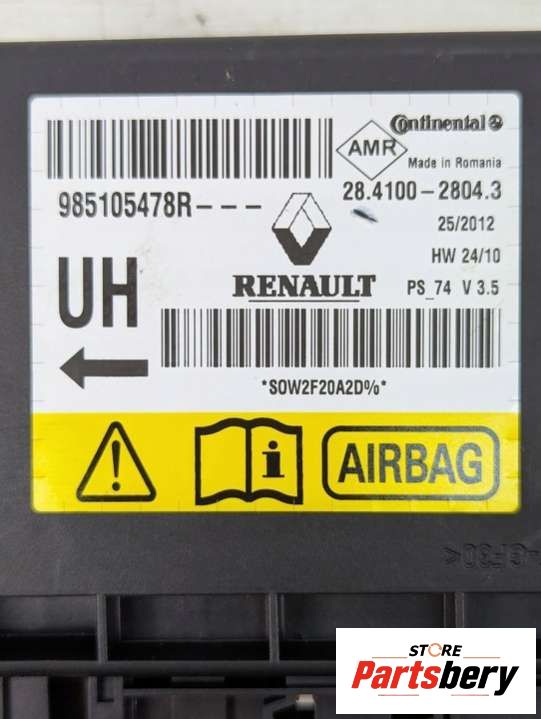 Continental
AMR
Made in Romania
985105478R---
28.4100-2804.3
25/2012
HW 24/10
UH
RENAULT
PS_74 V 3.5
*SOW2F20A2D%*
i
AIRBAG
STORE
Partsbery